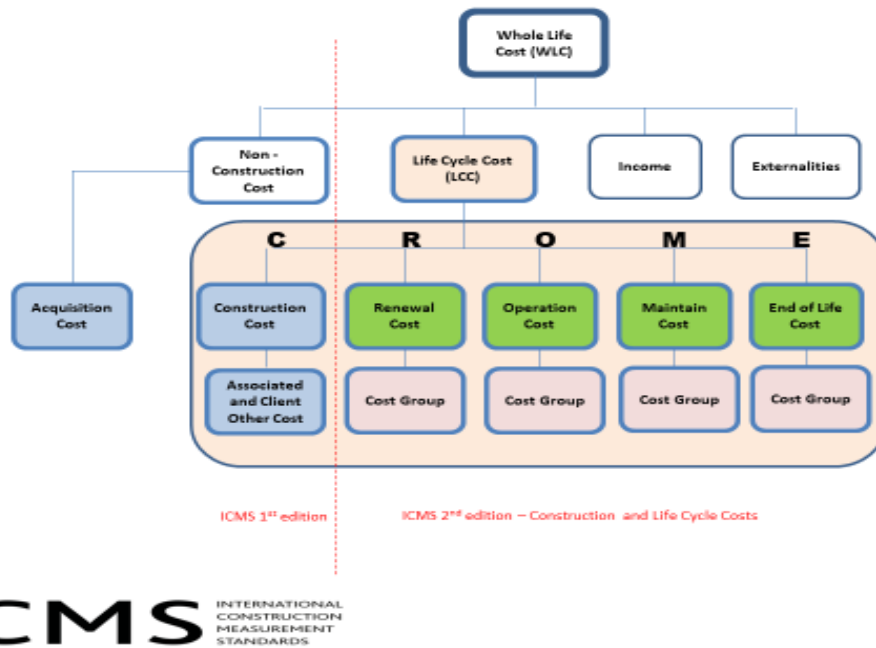 Whole Life
Cost (WLC)
Non -
Construction
Cost
Life Cycle Cost
(LCC)
Income
Externalities
C R O M E
Acquisition
Cost
Construction
Cost
Renewal
Cost
Operation
Cost
Maintain
Cost
End of Life
Cost
Associated
and Client
Other Cost
Cost Group
Cost Group
Cost Group
Cost Group
ICMS 1st edition
ICMS 2nd edition – Construction and Life Cycle Costs
CMS
INTERNATIONAL
CONSTRUCTION
MEASUREMENT
STANDARDS